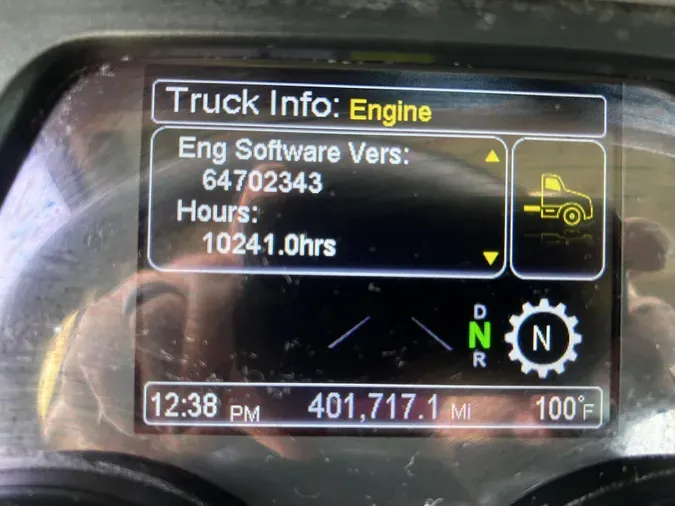 Truck Info: Engine
Eng Software Vers:
64702343
Hours:
10241.0hrs
D
N
R
N
12:38 PM 401,717.1 Mi 100°F